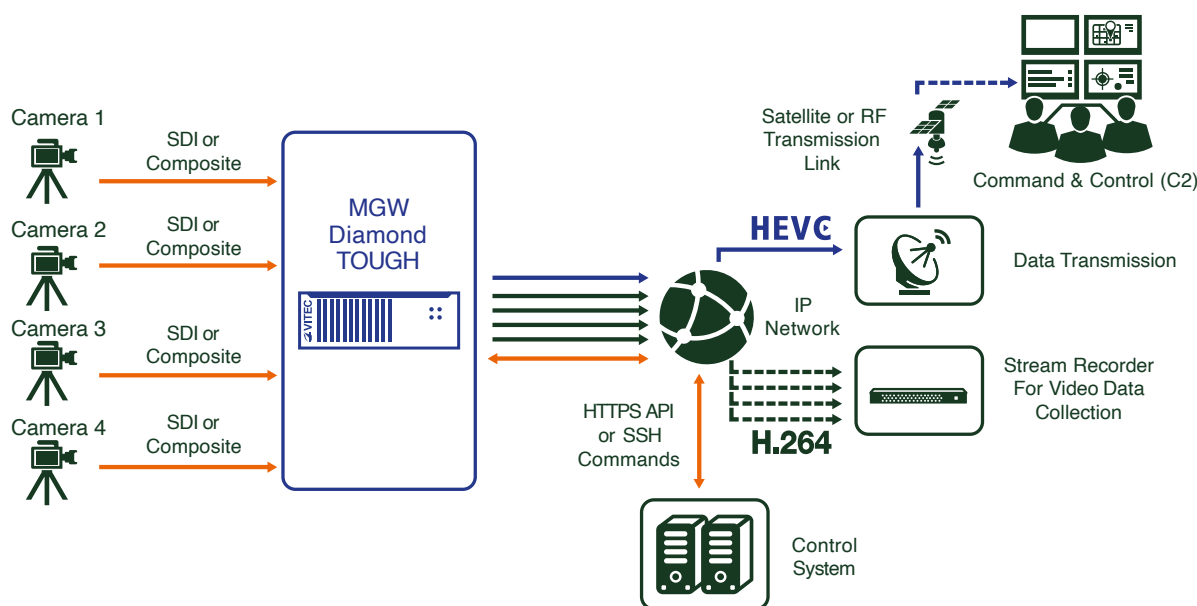 Camera 1
SDI or
Composite
Camera 2
SDI or
Composite
Camera 3
SDI or
Composite
Camera 4
SDI or
Composite
MGW
Diamond
TOUGH
VITEC
HEVC
IP
Network
H.264
HTTPS API
or SSH
Commands
Control
System
Satellite or RF
Transmission
Link
Command & Control (C2)
Data Transmission
Stream Recorder
For Video Data
Collection